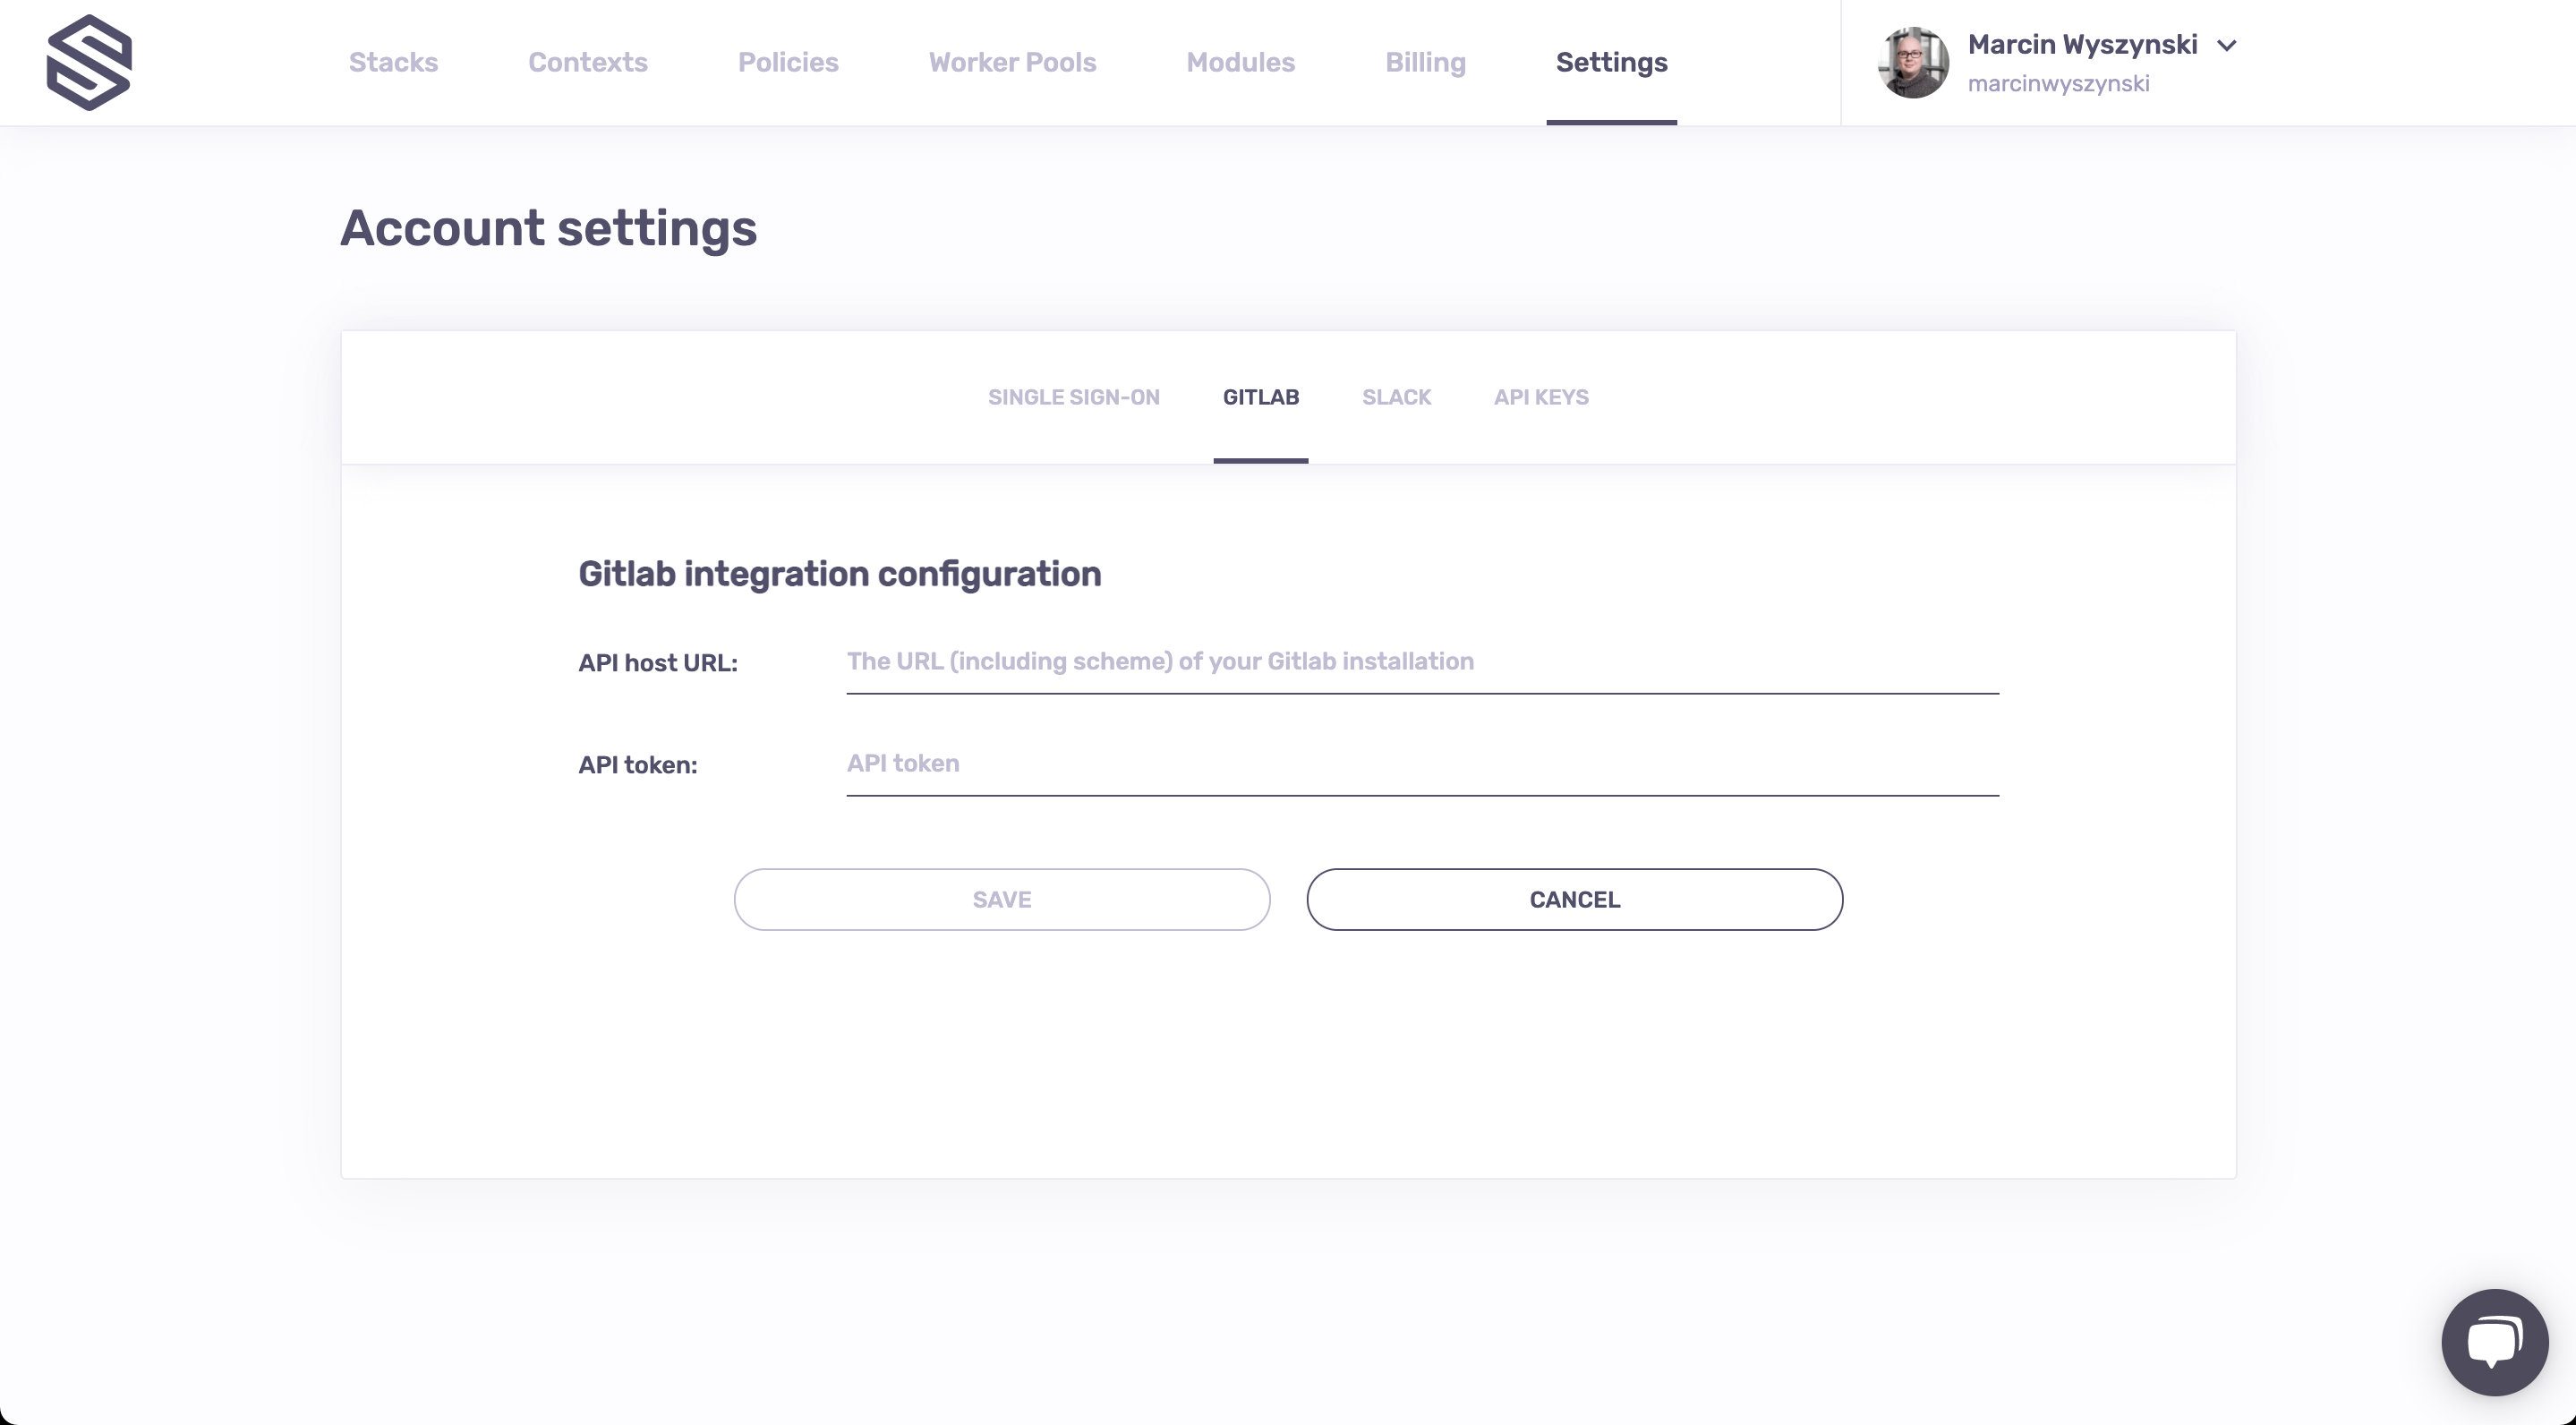 Stacks Contexts Policies Worker Pools Modules Billing Settings
Marcin Wyszynski
marcinwyszynski
Account settings
SINGLE SIGN-ON GITLAB SLACK API KEYS
Gitlab integration configuration
API host URL: The URL (including scheme) of your Gitlab installation
API token: API token
SAVE CANCEL